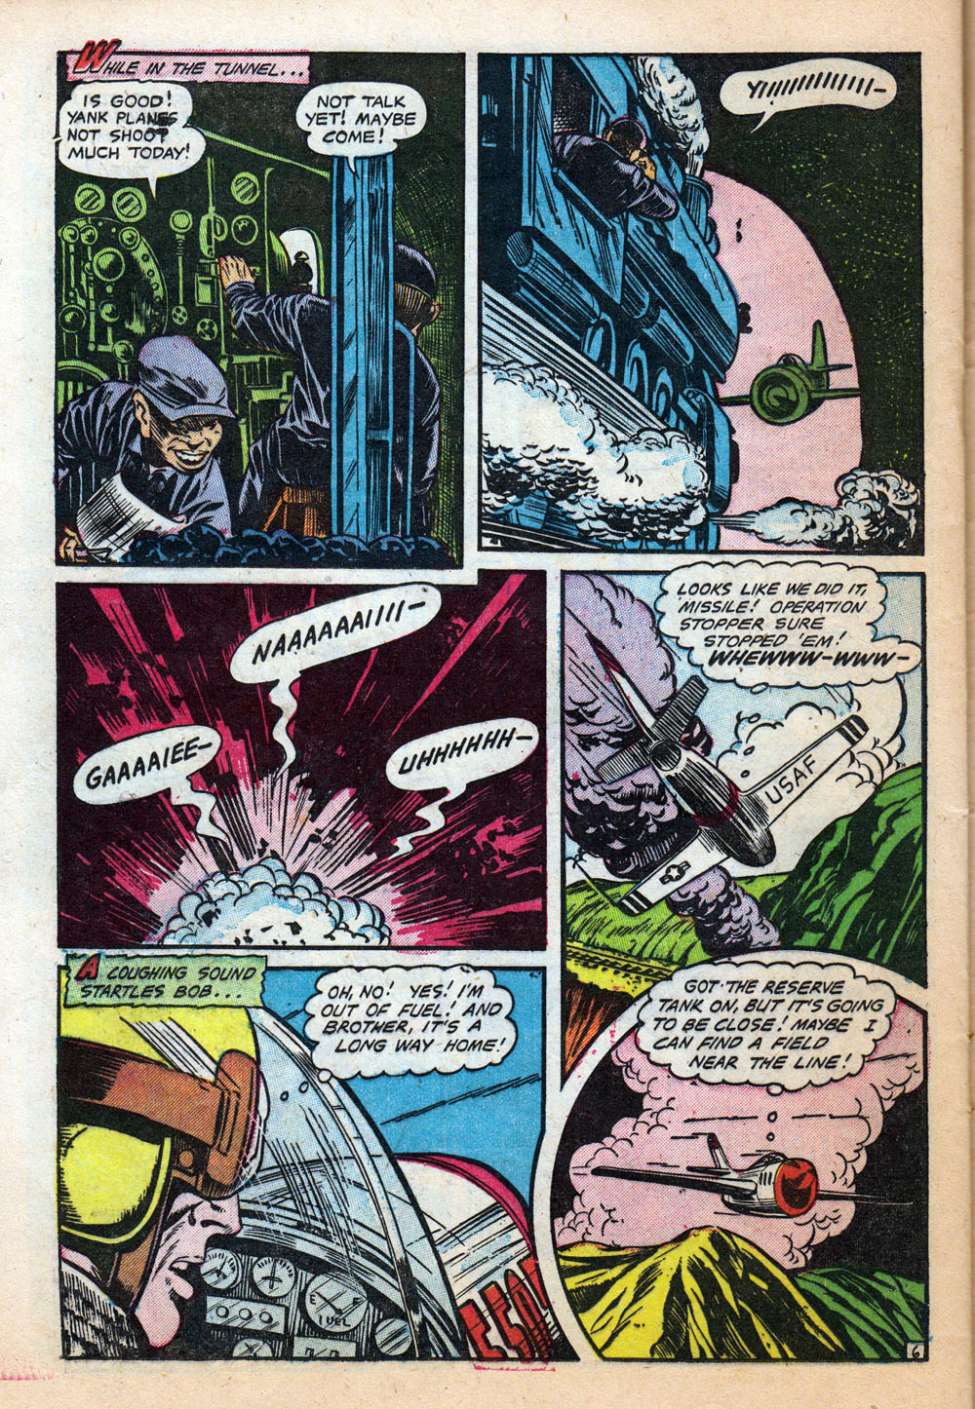 WHILE IN THE TUNNEL...
IS GOOD!
YANK PLANES
NOT SHOOT
MUCH TODAY!
NOT TALK
YET! MAYBE
COME!
YIIIIIIIIIIII-
NAAAAAAIIII-
GAAAAIEE-
UHHHHHH-
LOOKS LIKE WE DID IT,
MISSILE! OPERATION
STOPPER SURE
STOPPED 'EM!
WHEWWW-WWW-
USAF
A COUGHING SOUND
STARTLES BOB...
OH, NO! YES! I'M
OUT OF FUEL! AND
BROTHER, IT'S A
LONG WAY HOME!
E F
FUEL
GOT THE RESERVE
TANK ON, BUT IT'S GOING
TO BE CLOSE! MAYBE I
CAN FIND A FIELD
NEAR THE LINE!
6